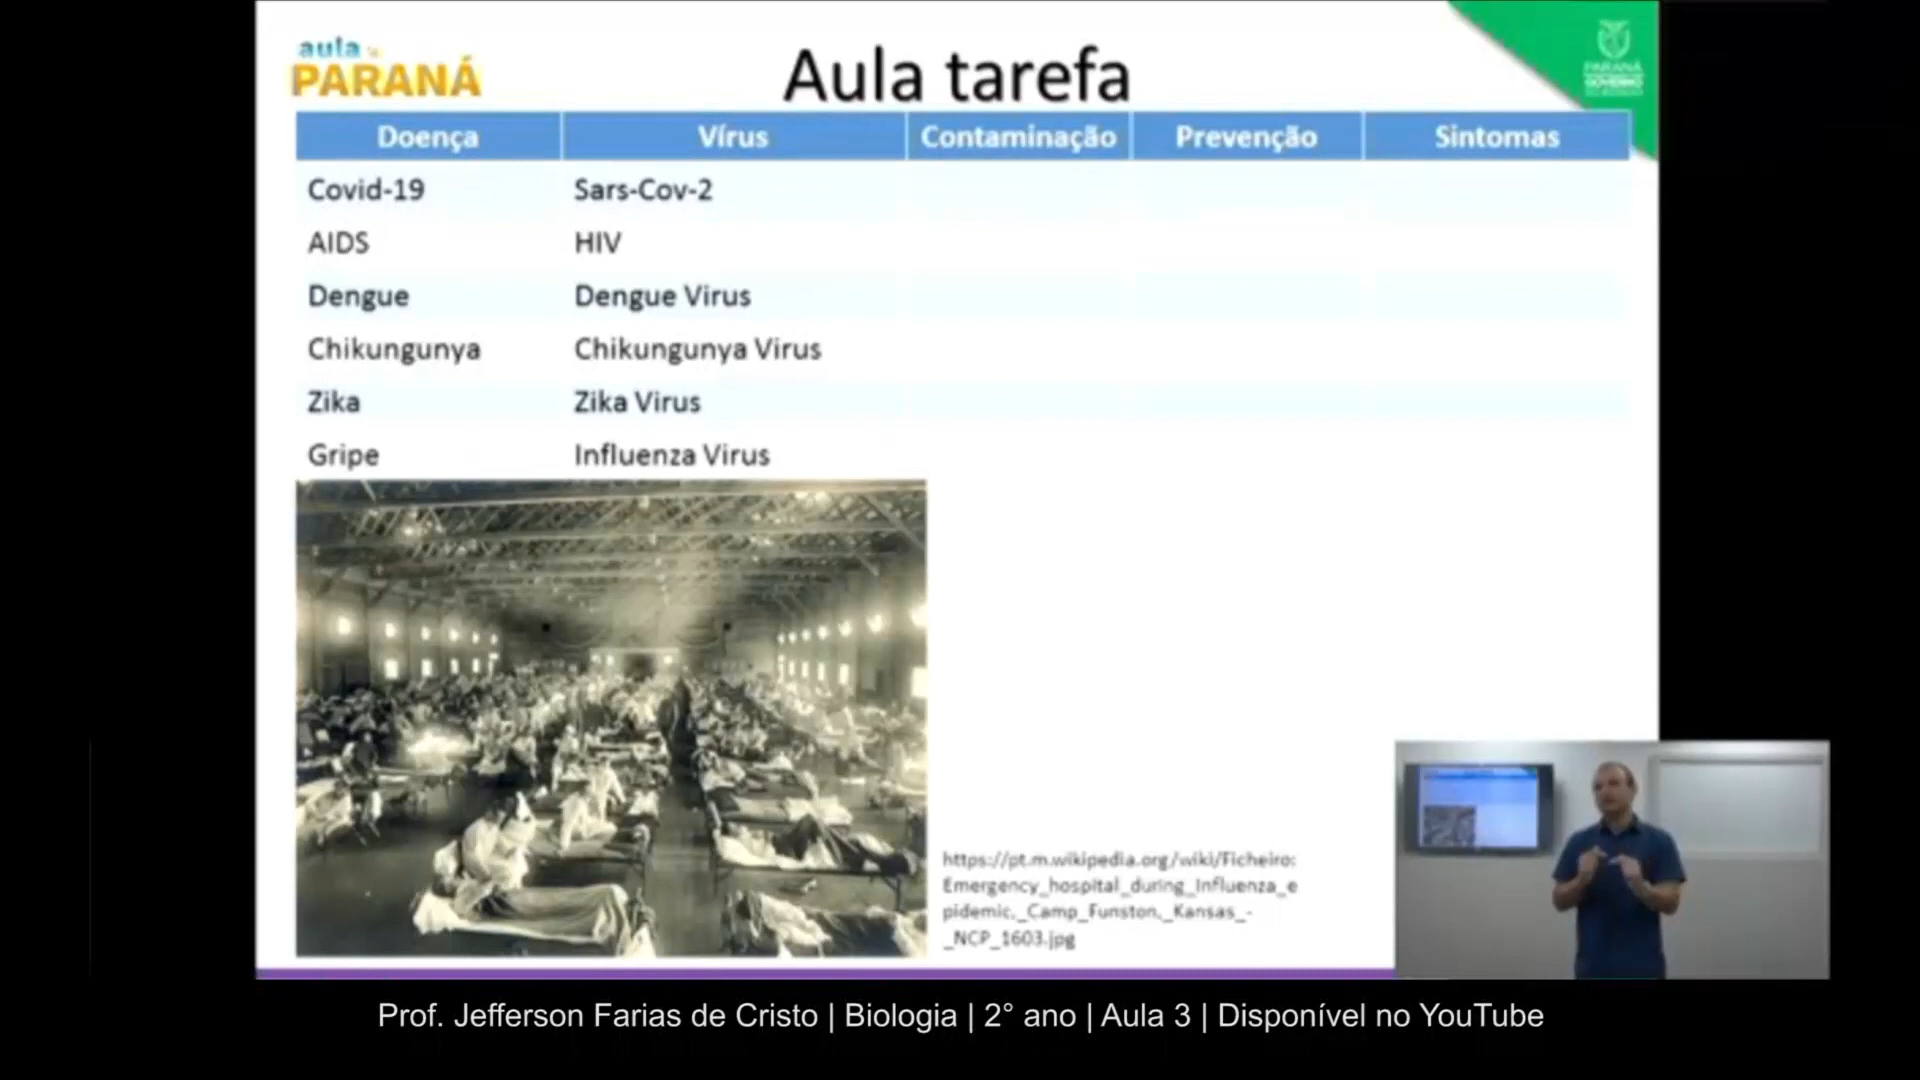 aula
PARANÁ
Aula tarefa
PARANÁ
GOVERNO
Doença Vírus Contaminação Prevenção Sintomas
Covid-19 Sars-Cov-2
AIDS HIV
Dengue Dengue Virus
Chikungunya Chikungunya Virus
Zika Zika Virus
Gripe Influenza Virus
https://pt.m.wikipedia.org/wiki/Ficheiro:
Emergency_hospital_during_Influenza_e
pidemic,_Camp_Funston,_Kansas_-
_NCP_1603.jpg
Prof. Jefferson Farias de Cristo | Biologia | 2° ano | Aula 3 | Disponível no YouTube